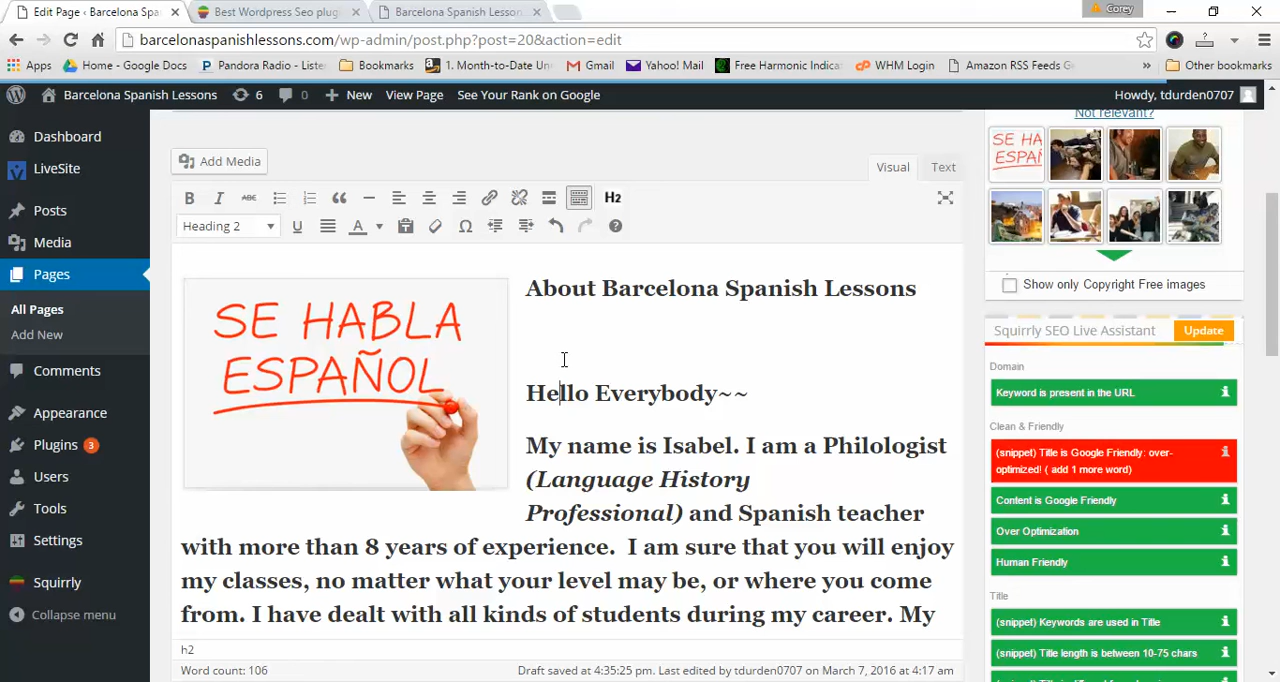 Edit Page ‹ Barcelona Spa
Best Wordpress Seo plug
Barcelona Spanish Lesson
Corey
barcelonaspanishlessons.com/wp-admin/post.php?post=20&action=edit
Apps
Home - Google Docs
Pandora Radio - Liste
Bookmarks
1. Month-to-Date Un
Gmail
Yahoo! Mail
Free Harmonic Indica
WHM Login
Amazon RSS Feeds G
»
Other bookmarks
Barcelona Spanish Lessons
6
0
New
View Page
See Your Rank on Google
Howdy, tdurden0707
Dashboard
LiveSite
Posts
Media
Pages
All Pages
Add New
Comments
Appearance
Plugins 3
Users
Tools
Settings
Squirrly
Collapse menu
Add Media
Visual
Text
B
I
ABC
H2
Heading 2
U
A
Ω
SE HABLA
ESPAÑOL
About Barcelona Spanish Lessons
Hello Everybody~~
My name is Isabel. I am a Philologist
(Language History
Professional) and Spanish teacher
with more than 8 years of experience. I am sure that you will enjoy
my classes, no matter what your level may be, or where you come
from. I have dealt with all kinds of students during my career. My
h2
Word count: 106
Draft saved at 4:35:25 pm. Last edited by tdurden0707 on March 7, 2016 at 4:17 am
Not relevant?
SE HA
ESPAÑ
Show only Copyright Free images
Squirrly SEO Live Assistant
Update
Domain
Keyword is present in the URL
Clean & Friendly
(snippet) Title is Google Friendly: over-
optimized! ( add 1 more word)
Content is Google Friendly
Over Optimization
Human Friendly
Title
(snippet) Keywords are used in Title
(snippet) Title length is between 10-75 chars